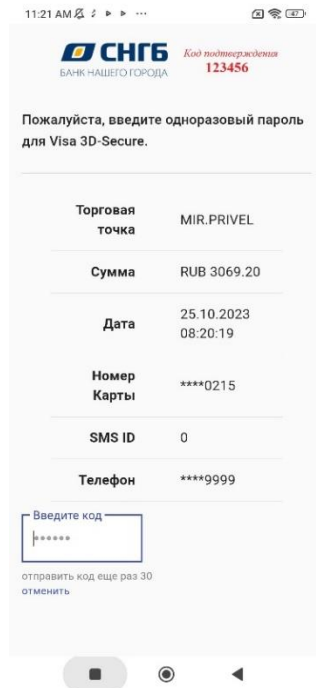 11:21 AM
47
СНГБ
БАНК НАШЕГО ГОРОДА
Код подтверждения
123456
Пожалуйста, введите одноразовый пароль
для Visa 3D-Secure.
Торговая
точка
MIR.PRIVEL
Сумма
RUB 3069.20
Дата
25.10.2023
08:20:19
Номер
Карты
****0215
SMS ID
0
Телефон
****9999
Введите код
******
отправить код еще раз 30
отменить